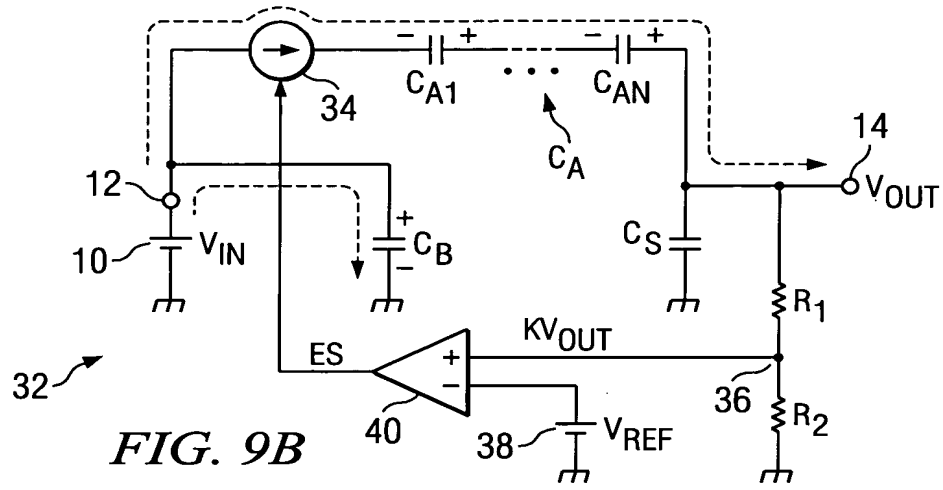 34
− + − +
C_A1 C_AN
C_A
14
V_OUT
12
10
V_IN
+
C_B
−
C_S
R_1
KV_OUT
ES
+
−
32
40
36
R_2
38
V_REF
FIG. 9B